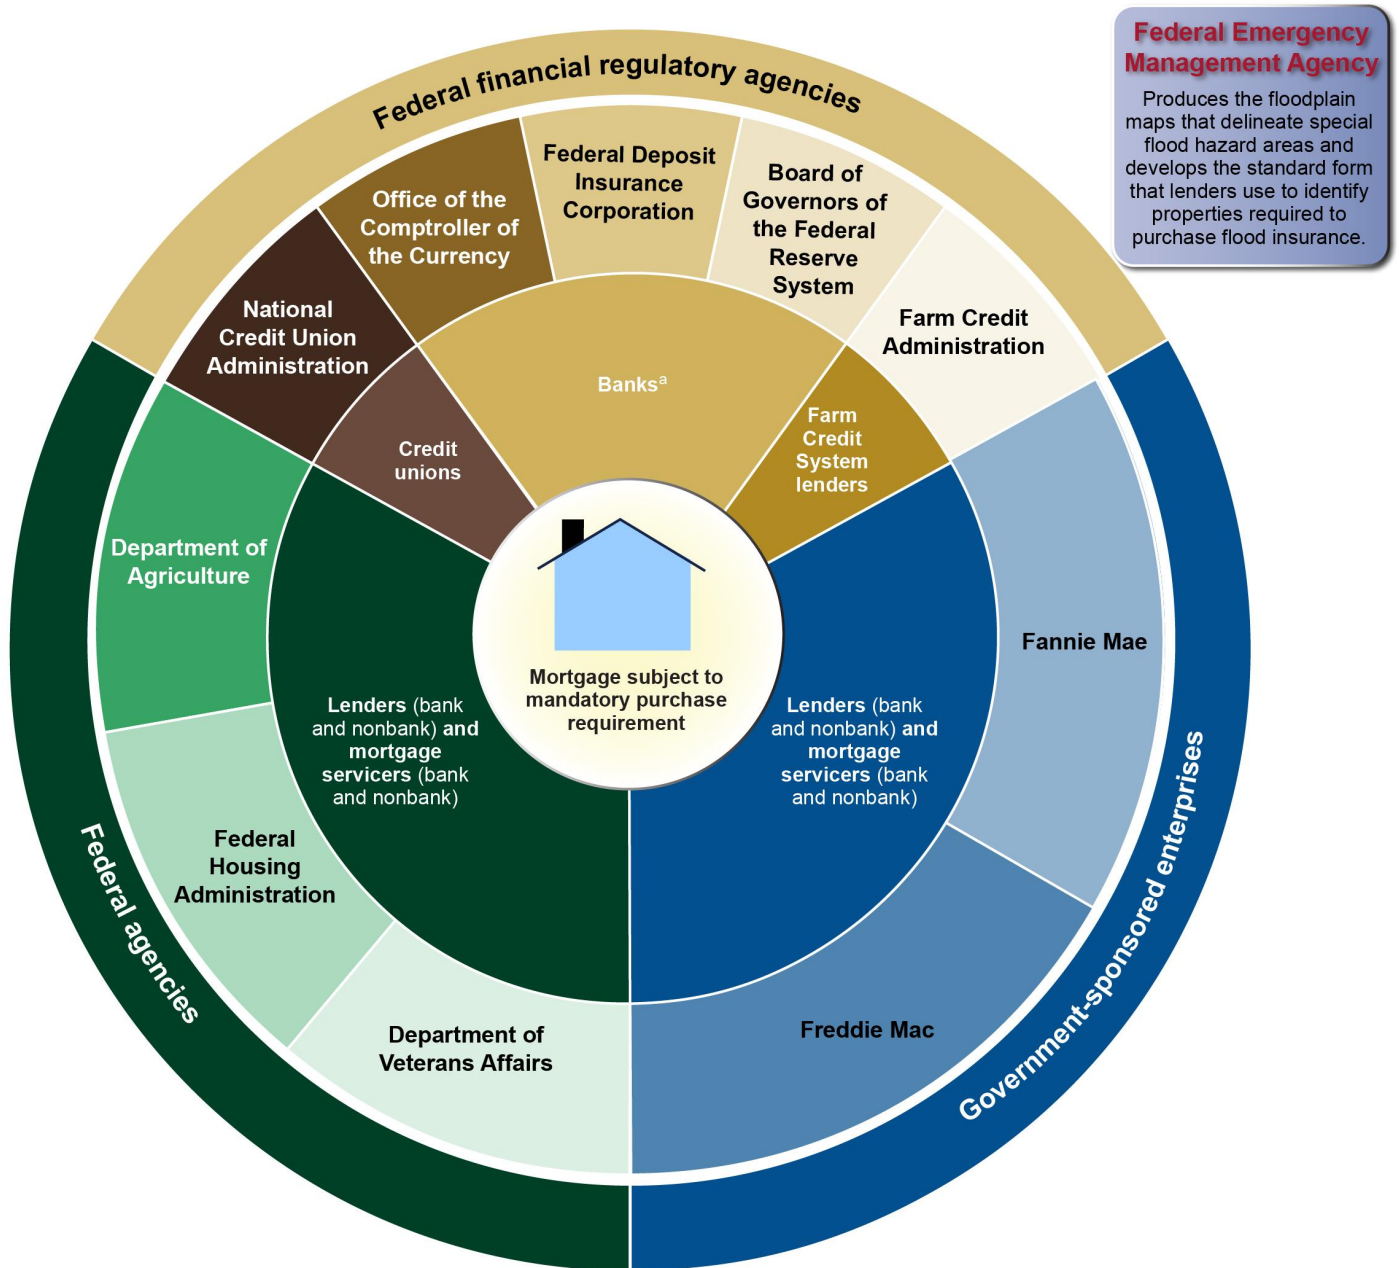 Federal Emergency
Management Agency
Produces the floodplain
maps that delineate special
flood hazard areas and
develops the standard form
that lenders use to identify
properties required to
purchase flood insurance.
Federal financial regulatory agencies
National
Credit Union
Administration
Office of the
Comptroller of
the Currency
Federal Deposit
Insurance
Corporation
Board of
Governors of
the Federal
Reserve
System
Farm Credit
Administration
Credit
unions
Banksª
Farm
Credit
System
lenders
Mortgage subject to
mandatory purchase
requirement
Federal agencies
Department of
Agriculture
Federal
Housing
Administration
Department of
Veterans Affairs
Lenders (bank
and nonbank) and
mortgage
servicers (bank
and nonbank)
Lenders (bank
and nonbank) and
mortgage
servicers (bank
and nonbank)
Fannie Mae
Freddie Mac
Government-sponsored enterprises